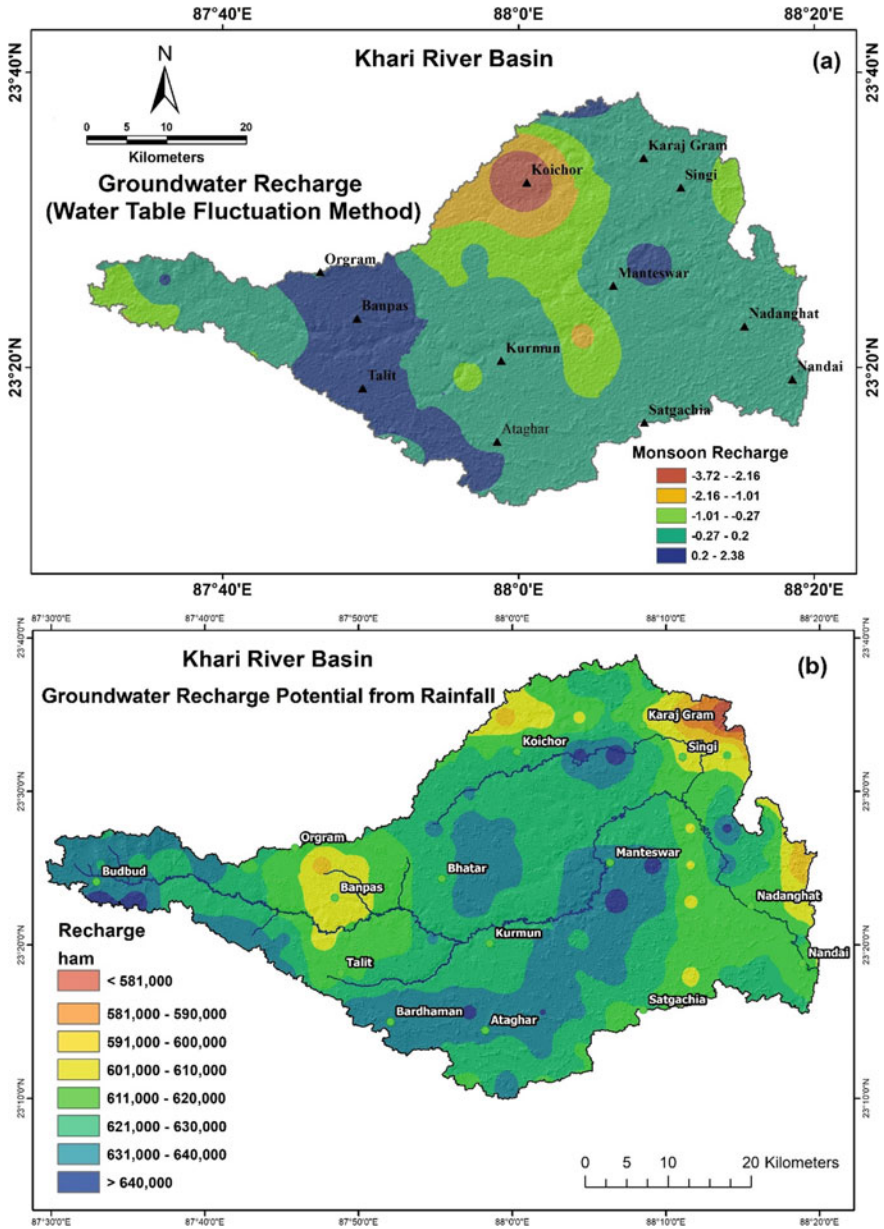 87°40'E 88°0'E 88°20'E
Khari River Basin (a)
23°40'N 23°40'N
N
0 5 10 20
Kilometers
Groundwater Recharge
(Water Table Fluctuation Method)
Karaj Gram
Koichor
Singi
Orgram
Manteswar
Banpas
Nadanghat
23°20'N 23°20'N
Kurmun
Talit
Nandai
Satgachia
Ataghar
Monsoon Recharge
-3.72 - -2.16
-2.16 - -1.01
-1.01 - -0.27
-0.27 - 0.2
0.2 - 2.38
87°40'E 88°0'E 88°20'E
87°30'0"E 87°40'0"E 87°50'0"E 88°0'0"E 88°10'0"E 88°20'0"E
23°40'0"N 23°40'0"N
Khari River Basin (b)
Groundwater Recharge Potential from Rainfall
Karaj Gram
Koichor
Singi
23°30'0"N 23°30'0"N
Orgram
Manteswar
Budbud
Bhatar
Banpas
Nadanghat
Kurmun
23°20'0"N 23°20'0"N
Talit
Nandai
Bardhaman
Ataghar
Satgachia
23°10'0"N 23°10'0"N
Recharge
ham
< 581,000
581,000 - 590,000
591,000 - 600,000
601,000 - 610,000
611,000 - 620,000
621,000 - 630,000
631,000 - 640,000
> 640,000
0 5 10 20 Kilometers
87°30'0"E 87°40'0"E 87°50'0"E 88°0'0"E 88°10'0"E 88°20'0"E